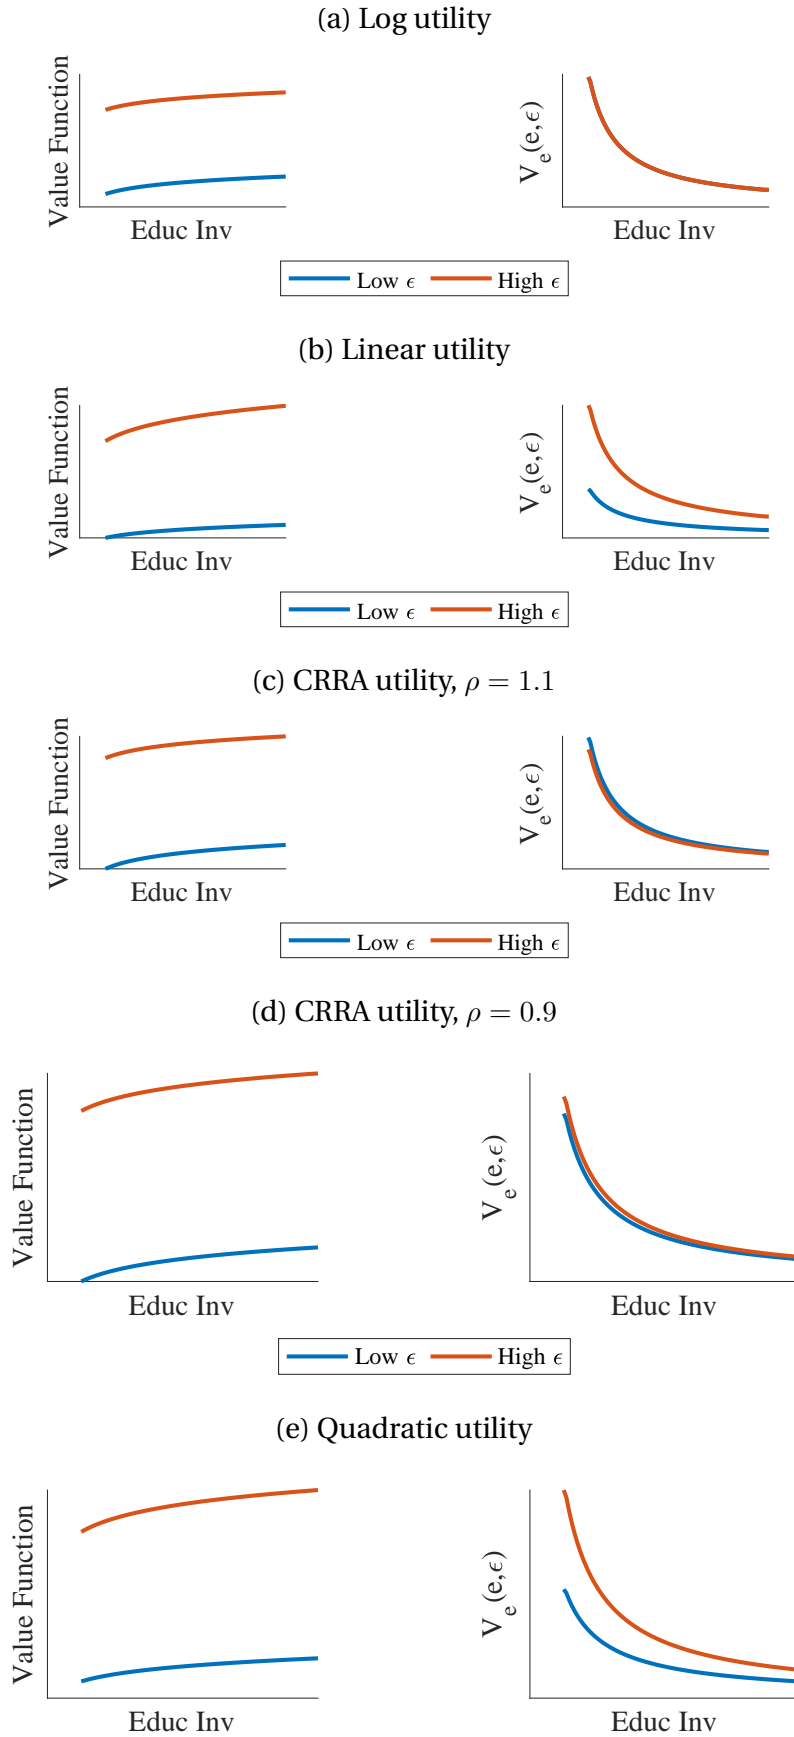 (a) Log utility
Value Function
V_e(e,ϵ)
Educ Inv
Educ Inv
Low ϵ High ϵ
(b) Linear utility
Value Function
V_e(e,ϵ)
Educ Inv
Educ Inv
Low ϵ High ϵ
(c) CRRA utility, ρ = 1.1
Value Function
V_e(e,ϵ)
Educ Inv
Educ Inv
Low ϵ High ϵ
(d) CRRA utility, ρ = 0.9
Value Function
V_e(e,ϵ)
Educ Inv
Educ Inv
Low ϵ High ϵ
(e) Quadratic utility
Value Function
V_e(e,ϵ)
Educ Inv
Educ Inv